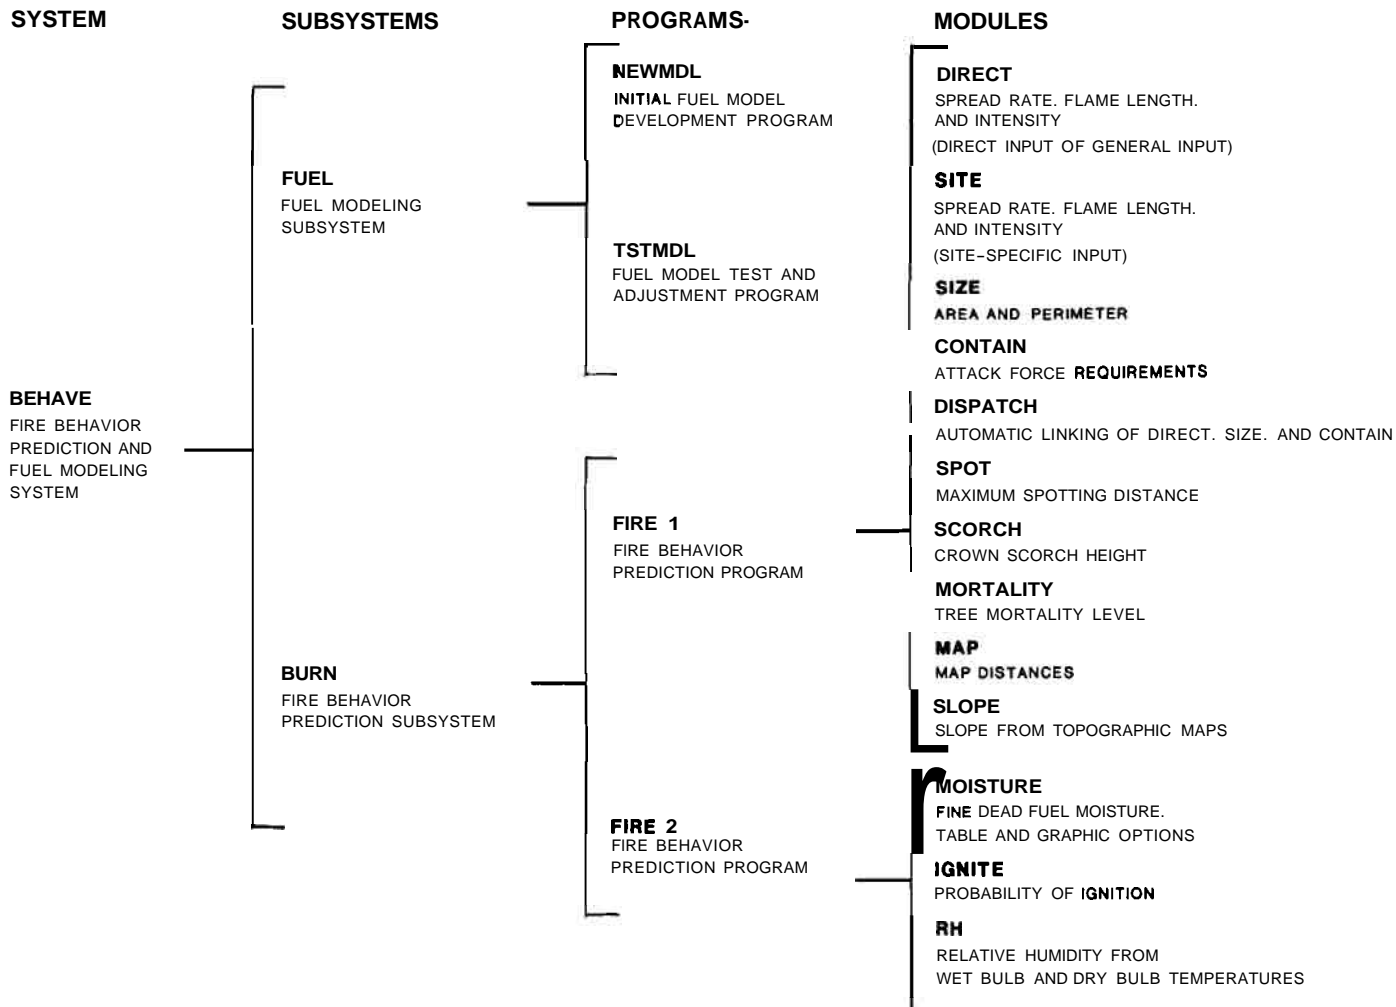 SYSTEM
SUBSYSTEMS
PROGRAMS-
MODULES
BEHAVE
FIRE BEHAVIOR
PREDICTION AND
FUEL MODELING
SYSTEM
FUEL
FUEL MODELING
SUBSYSTEM
BURN
FIRE BEHAVIOR
PREDICTION SUBSYSTEM
NEWMDL
INITIAL FUEL MODEL
DEVELOPMENT PROGRAM
TSTMDL
FUEL MODEL TEST AND
ADJUSTMENT PROGRAM
FIRE 1
FIRE BEHAVIOR
PREDICTION PROGRAM
FIRE 2
FIRE BEHAVIOR
PREDICTION PROGRAM
DIRECT
SPREAD RATE. FLAME LENGTH.
AND INTENSITY
(DIRECT INPUT OF GENERAL INPUT)
SITE
SPREAD RATE. FLAME LENGTH.
AND INTENSITY
(SITE-SPECIFIC INPUT)
SIZE
AREA AND PERIMETER
CONTAIN
ATTACK FORCE REQUIREMENTS
DISPATCH
AUTOMATIC LINKING OF DIRECT. SIZE. AND CONTAIN
SPOT
MAXIMUM SPOTTING DISTANCE
SCORCH
CROWN SCORCH HEIGHT
MORTALITY
TREE MORTALITY LEVEL
MAP
MAP DISTANCES
SLOPE
SLOPE FROM TOPOGRAPHIC MAPS
MOISTURE
FINE DEAD FUEL MOISTURE.
TABLE AND GRAPHIC OPTIONS
IGNITE
PROBABILITY OF IGNITION
RH
RELATIVE HUMIDITY FROM
WET BULB AND DRY BULB TEMPERATURES